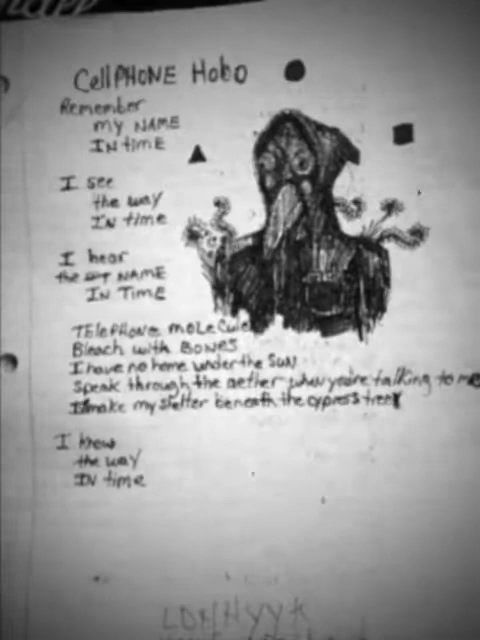 CellPHONE Hobo
Remember
my NAME
IN time
I see
the way
IN time
I hear
the NAME
IN TIME
TElePHONE molecule
Bleach with BONES
I have no home under the SUN
Speak through the aether when you're talking to me
I make my shelter beneath the cypress tree
I know
the way
IN time